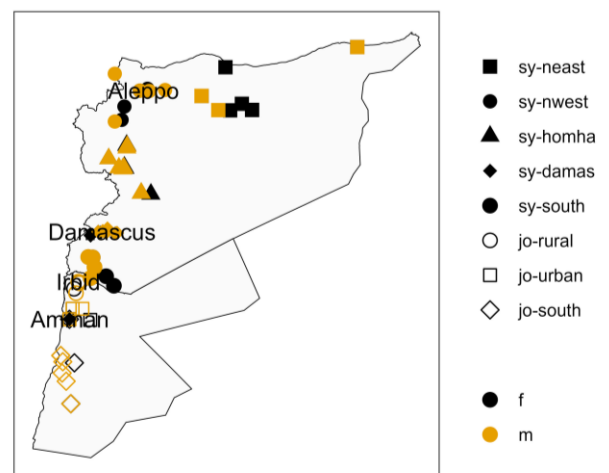 Aleppo
Damascus
Irbid
Amman
sy-neast
sy-nwest
sy-homha
sy-damas
sy-south
jo-rural
jo-urban
jo-south
f
m